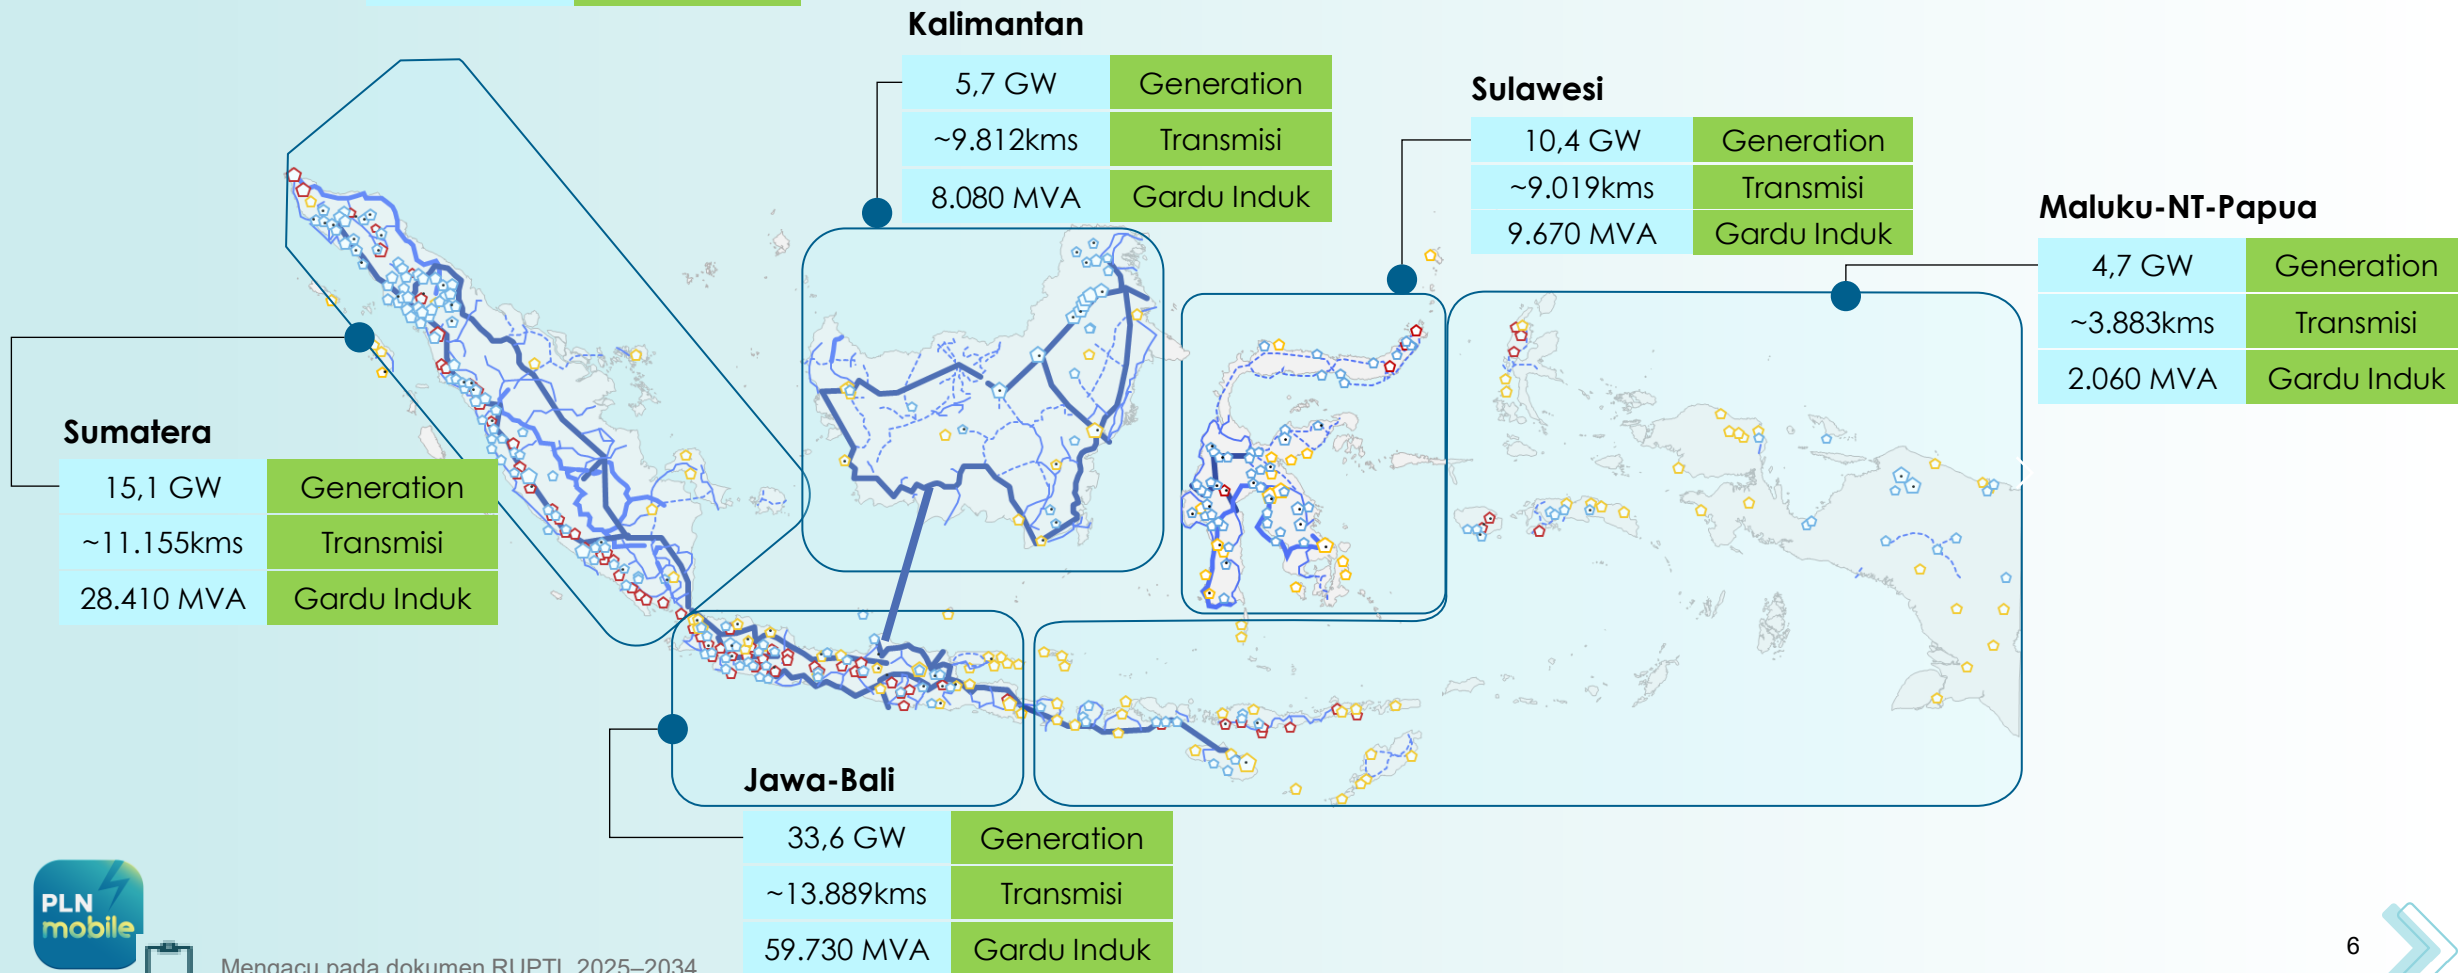 Kalimantan
5,7 GW Generation
~9.812kms Transmisi
8.080 MVA Gardu Induk
Sulawesi
10,4 GW Generation
~9.019kms Transmisi
9.670 MVA Gardu Induk
Maluku-NT-Papua
4,7 GW Generation
~3.883kms Transmisi
2.060 MVA Gardu Induk
Sumatera
15,1 GW Generation
~11.155kms Transmisi
28.410 MVA Gardu Induk
Jawa-Bali
33,6 GW Generation
~13.889kms Transmisi
59.730 MVA Gardu Induk
PLN
mobile
Mengacu pada dokumen RUPTL 2025–2034
6